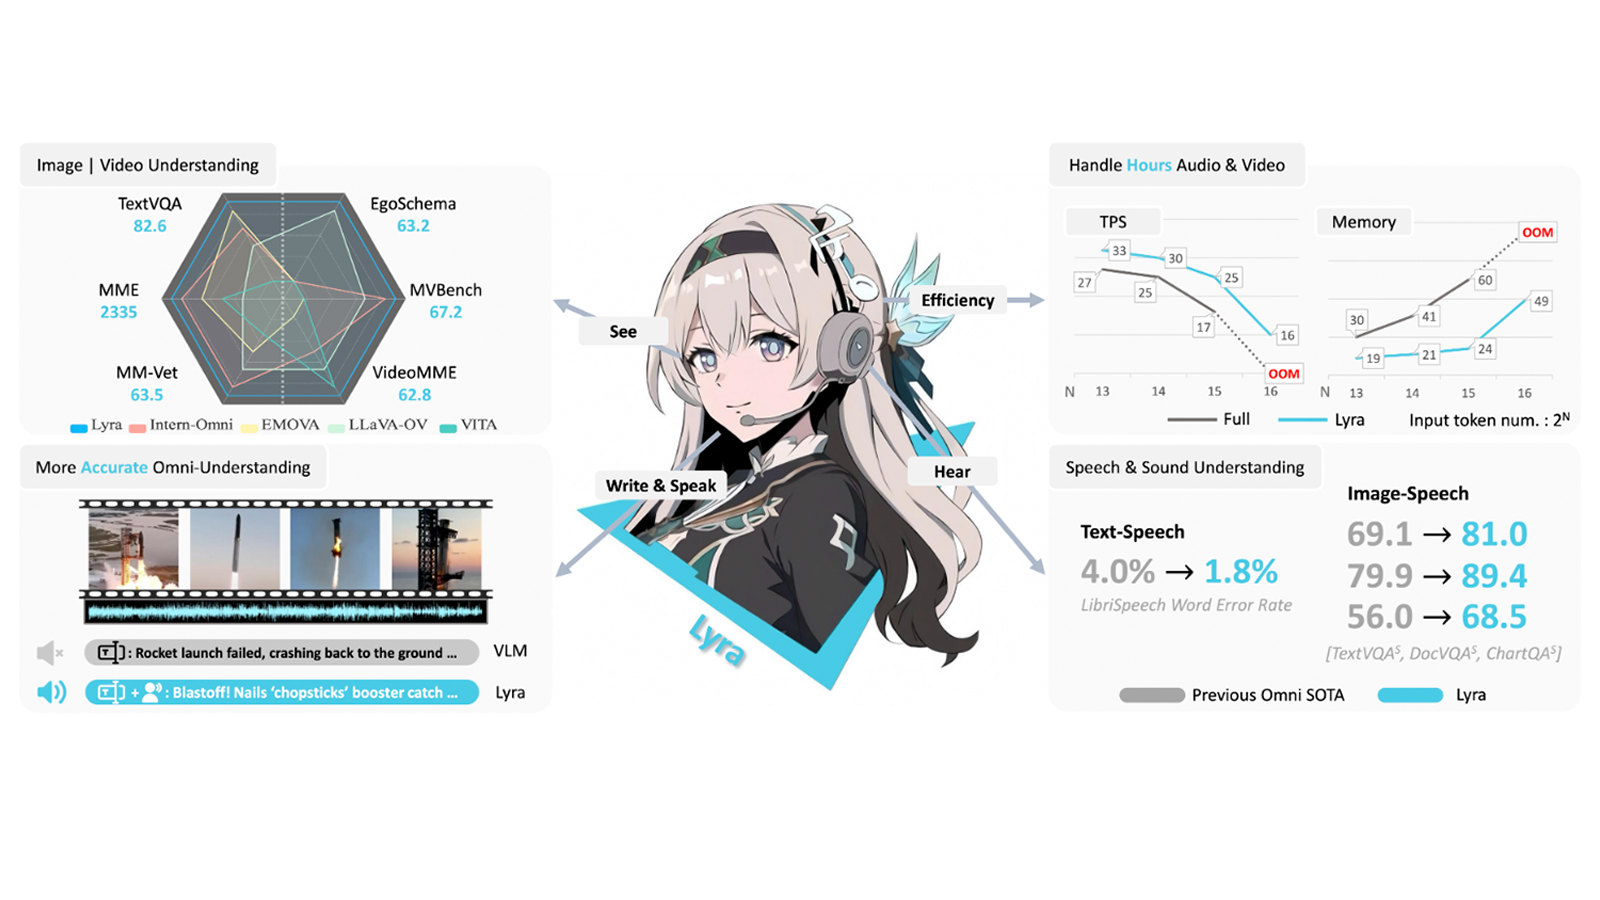 Image | Video Understanding
TextVQA
82.6
EgoSchema
63.2
MME
2335
MVBench
67.2
MM-Vet
63.5
VideoMME
62.8
Lyra
Intern-Omni
EMOVA
LLaVA-OV
VITA
More Accurate Omni-Understanding
T : Rocket launch failed, crashing back to the ground ...
VLM
T + : Blastoff! Nails ‘chopsticks’ booster catch ...
Lyra
See
Write & Speak
Efficiency
Hear
Lyra
Handle Hours Audio & Video
TPS
33
30
27
25
25
17
16
OOM
N 13 14 15 16
Memory
OOM
60
49
30
41
19
21
24
N 13 14 15 16
Full
Lyra
Input token num. : 2ᴺ
Speech & Sound Understanding
Text-Speech
4.0% → 1.8%
LibriSpeech Word Error Rate
Image-Speech
69.1 → 81.0
79.9 → 89.4
56.0 → 68.5
[TextVQAˢ, DocVQAˢ, ChartQAˢ]
Previous Omni SOTA
Lyra